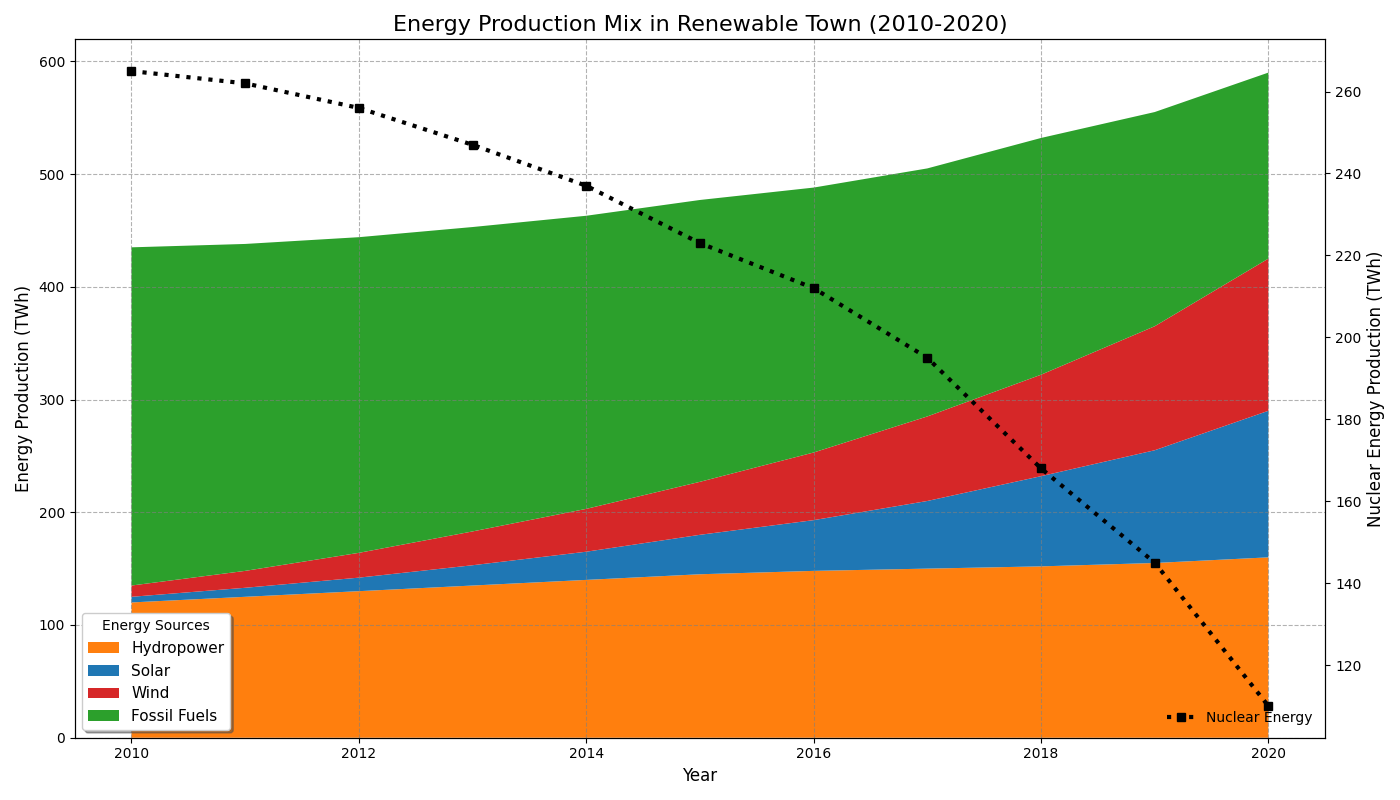 Energy Production Mix in Renewable Town (2010-2020)
Energy Production (TWh)
600
500
400
300
200
100
0
Energy Sources
Hydropower
Solar
Wind
Fossil Fuels
2010
2012
2014
2016
2018
2020
Year
Nuclear Energy
260
240
220
200
180
160
140
120
Nuclear Energy Production (TWh)